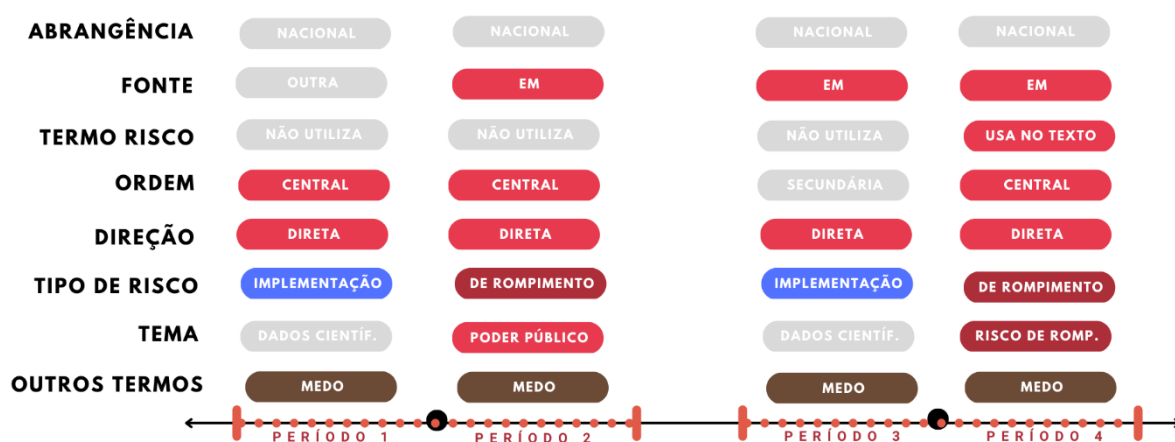 ABRANGÊNCIA NACIONAL NACIONAL NACIONAL NACIONAL
FONTE OUTRA EM EM EM
TERMO RISCO NÃO UTILIZA NÃO UTILIZA NÃO UTILIZA USA NO TEXTO
ORDEM CENTRAL CENTRAL SECUNDÁRIA CENTRAL
DIREÇÃO DIRETA DIRETA DIRETA DIRETA
TIPO DE RISCO IMPLEMENTAÇÃO DE ROMPIMENTO IMPLEMENTAÇÃO DE ROMPIMENTO
TEMA DADOS CIENTÍF. PODER PÚBLICO DADOS CIENTÍF. RISCO DE ROMP.
OUTROS TERMOS MEDO MEDO MEDO MEDO
PERÍODO 1 PERÍODO 2 PERÍODO 3 PERÍODO 4